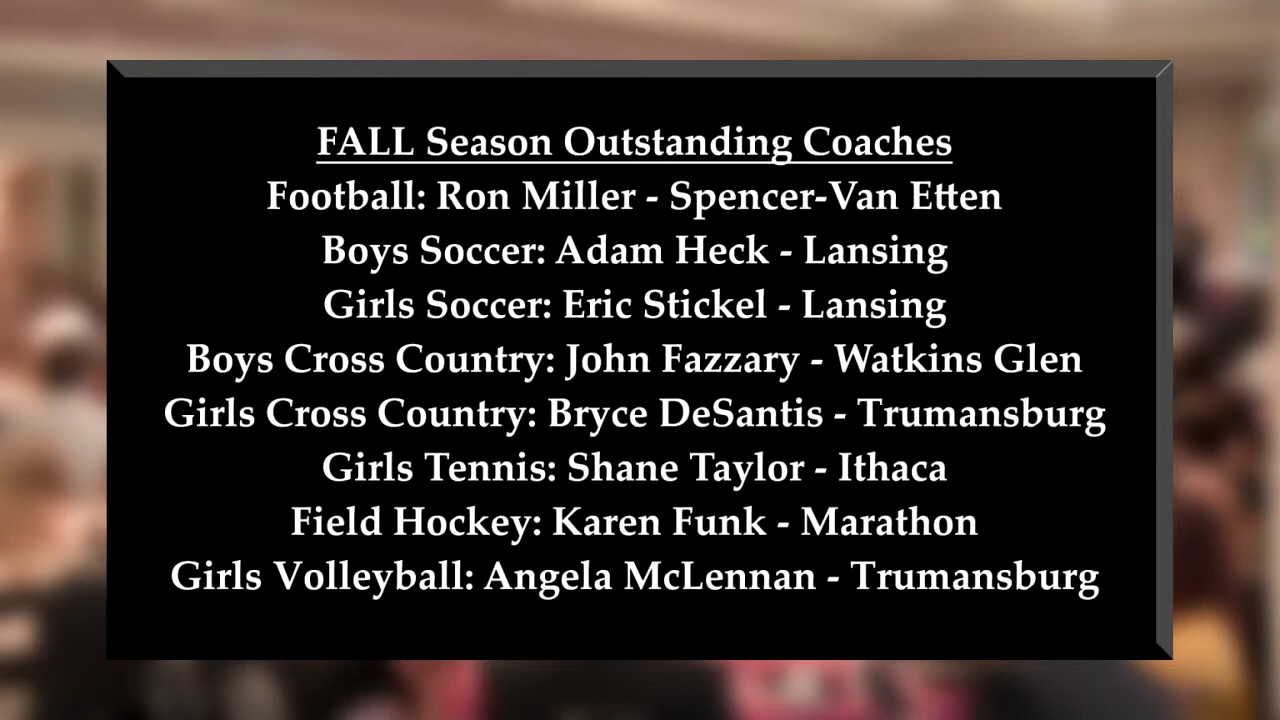 FALL Season Outstanding Coaches
Football: Ron Miller - Spencer-Van Etten
Boys Soccer: Adam Heck - Lansing
Girls Soccer: Eric Stickel - Lansing
Boys Cross Country: John Fazzary - Watkins Glen
Girls Cross Country: Bryce DeSantis - Trumansburg
Girls Tennis: Shane Taylor - Ithaca
Field Hockey: Karen Funk - Marathon
Girls Volleyball: Angela McLennan - Trumansburg